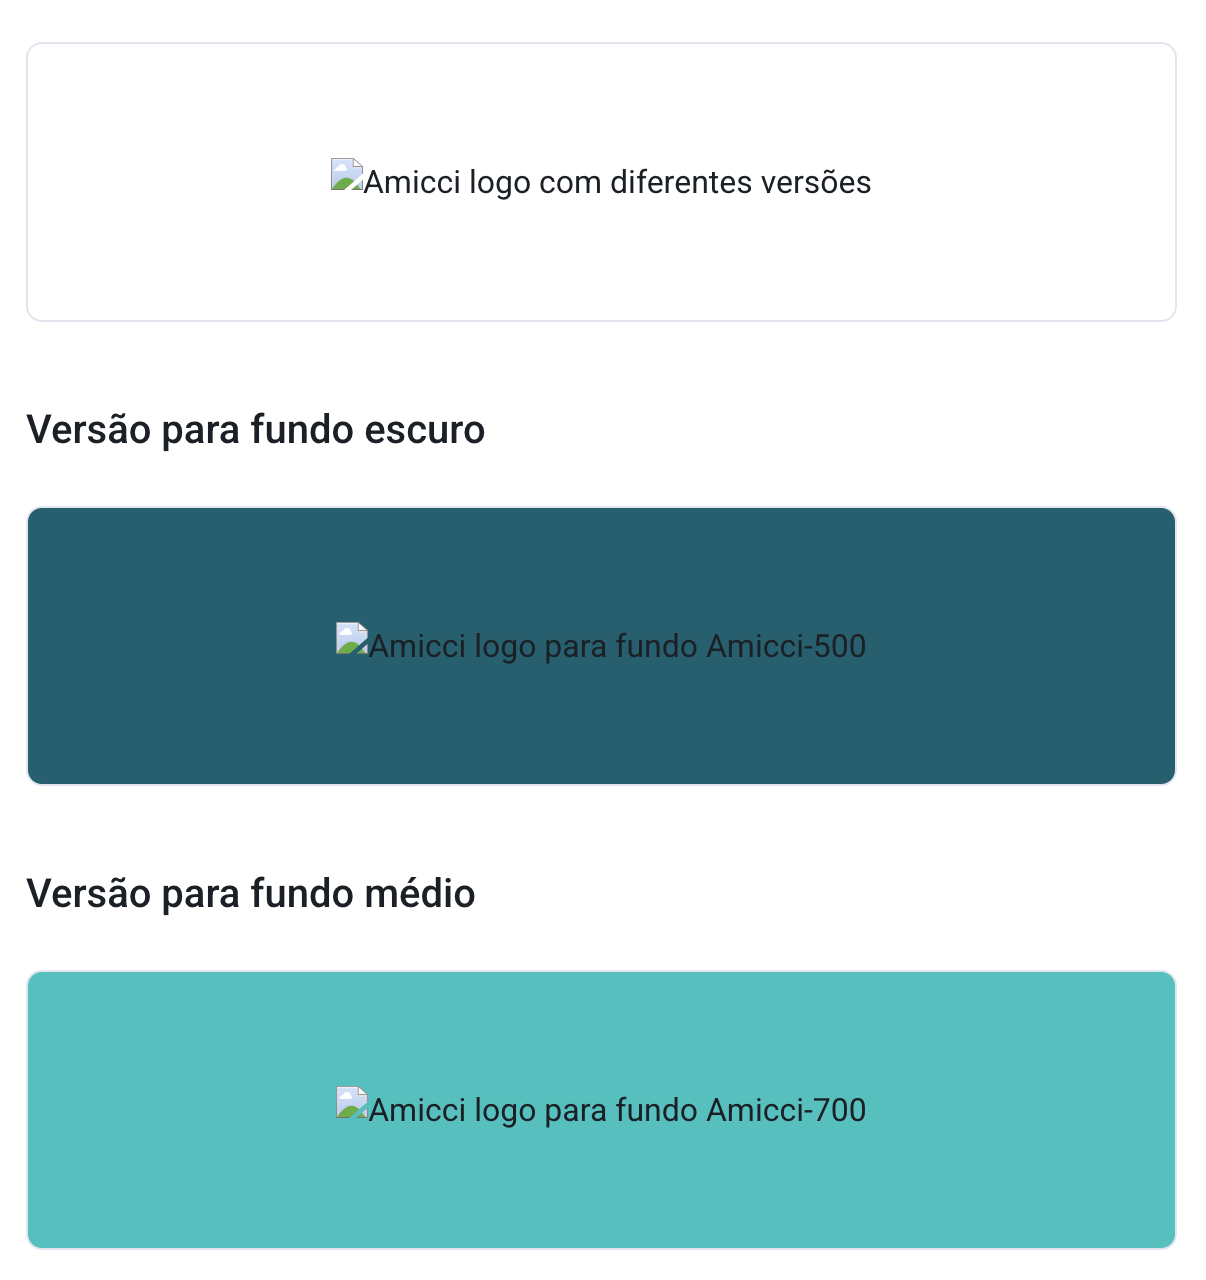 Amicci logo com diferentes versões
Versão para fundo escuro
Amicci logo para fundo Amicci-500
Versão para fundo médio
Amicci logo para fundo Amicci-700